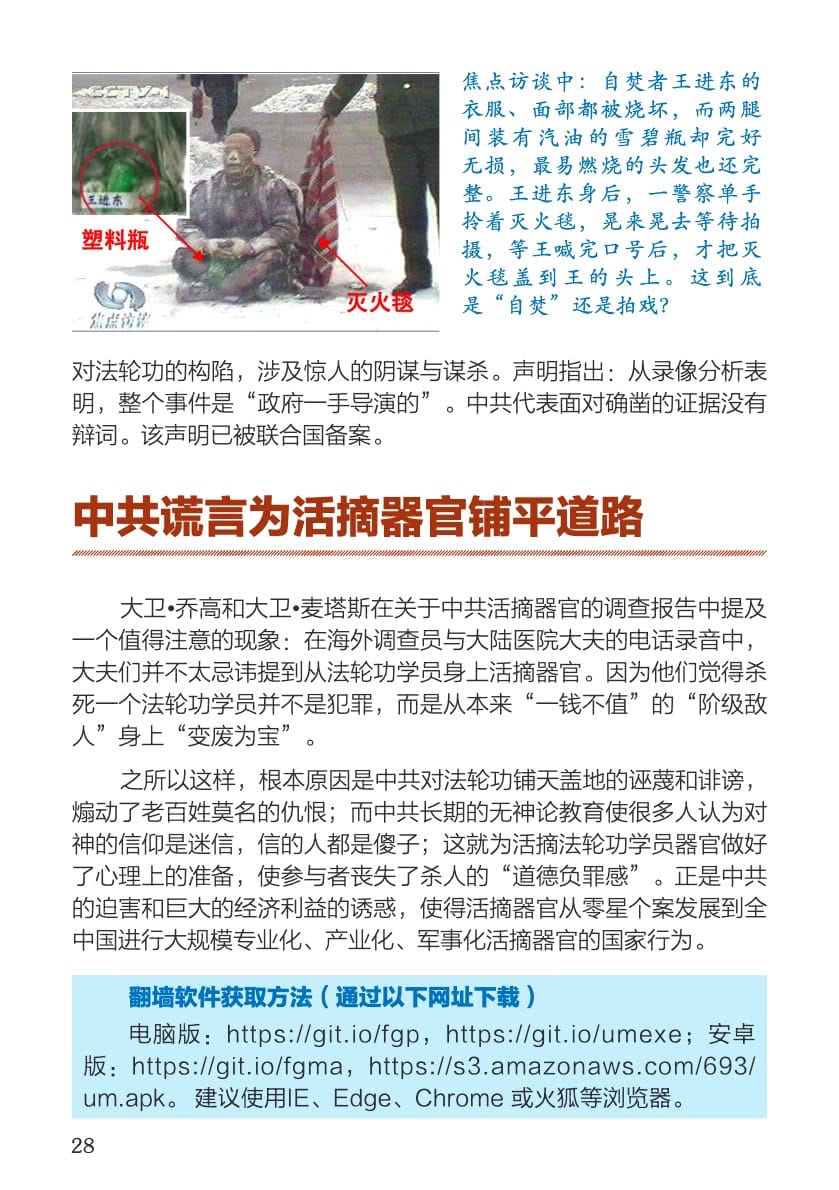 CCTV-1
王进东
塑料瓶
灭火毯
焦点访谈
焦点访谈中：自焚者王进东的
衣服、面部都被烧坏，而两腿
间装有汽油的雪碧瓶却完好
无损，最易燃烧的头发也还完
整。王进东身后，一警察单手
拎着灭火毯，晃来晃去等待拍
摄，等王喊完口号后，才把灭
火毯盖到王的头上。这到底
是“自焚”还是拍戏？
对法轮功的构陷，涉及惊人的阴谋与谋杀。声明指出：从录像分析表
明，整个事件是“政府一手导演的”。中共代表面对确凿的证据没有
辩词。该声明已被联合国备案。
中共谎言为活摘器官铺平道路
大卫•乔高和大卫•麦塔斯在关于中共活摘器官的调查报告中提及
一个值得注意的现象：在海外调查员与大陆医院大夫的电话录音中，
大夫们并不太忌讳提到从法轮功学员身上活摘器官。因为他们觉得杀
死一个法轮功学员并不是犯罪，而是从本来“一钱不值”的“阶级敌
人”身上“变废为宝”。
之所以这样，根本原因是中共对法轮功铺天盖地的诬蔑和诽谤，
煽动了老百姓莫名的仇恨；而中共长期的无神论教育使很多人认为对
神的信仰是迷信，信的人都是傻子；这就为活摘法轮功学员器官做好
了心理上的准备，使参与者丧失了杀人的“道德负罪感”。正是中共
的迫害和巨大的经济利益的诱惑，使得活摘器官从零星个案发展到全
中国进行大规模专业化、产业化、军事化活摘器官的国家行为。
翻墙软件获取方法（通过以下网址下载）
电脑版：https://git.io/fgp，https://git.io/umexe；安卓
版：https://git.io/fgma，https://s3.amazonaws.com/693/
um.apk。 建议使用IE、Edge、Chrome 或火狐等浏览器。
28